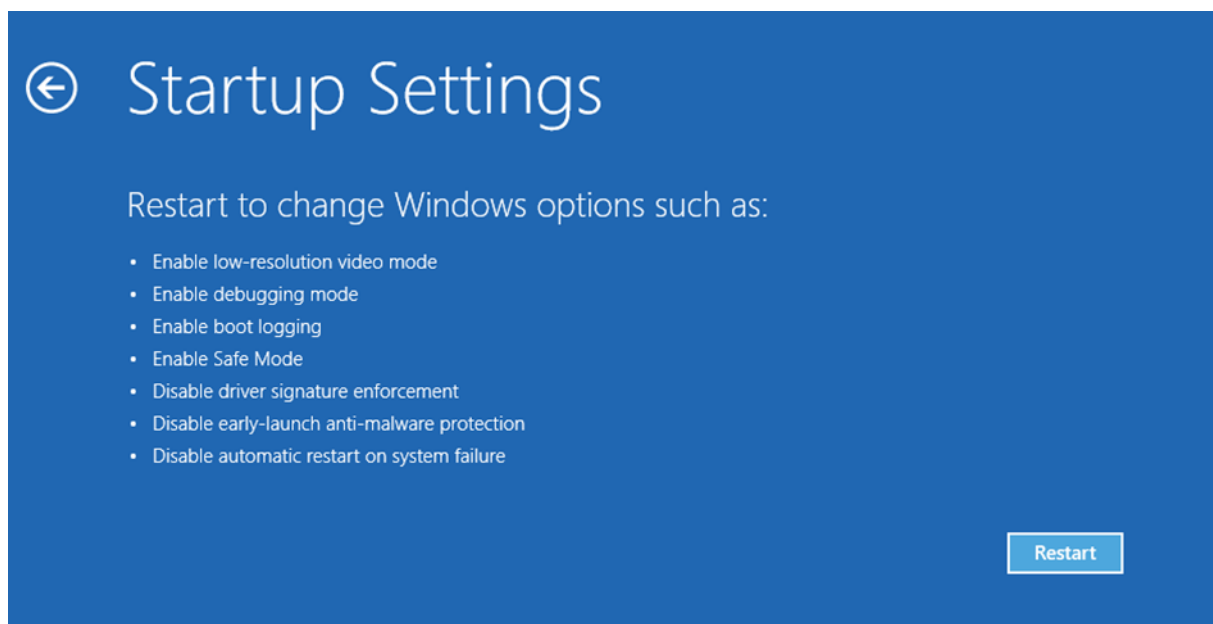 Startup Settings
Restart to change Windows options such as:
• Enable low-resolution video mode
• Enable debugging mode
• Enable boot logging
• Enable Safe Mode
• Disable driver signature enforcement
• Disable early-launch anti-malware protection
• Disable automatic restart on system failure
Restart